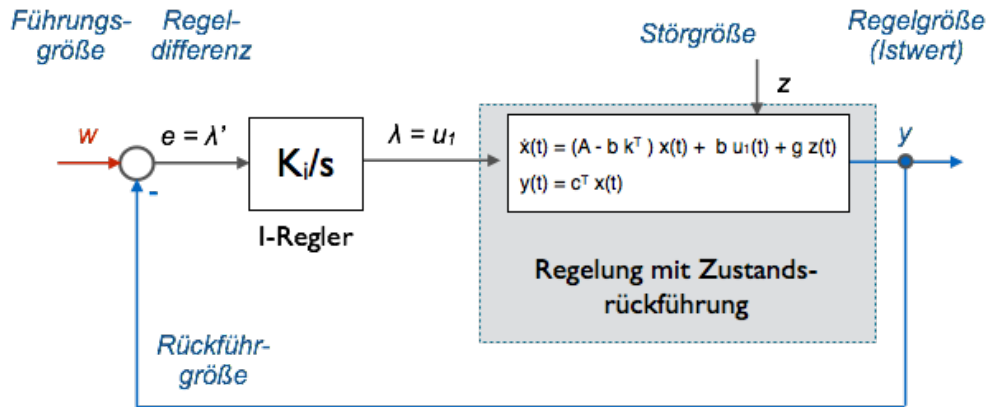 Führungs-
größe
Regel-
differenz
Störgröße
Regelgröße
(Istwert)
z
w
e = λ’
λ = u₁
y
-
Kᵢ/s
ẋ(t) = (A - b kᵀ ) x(t) + b u₁(t) + g z(t)
y(t) = cᵀ x(t)
I-Regler
Regelung mit Zustands-
rückführung
Rückführ-
größe